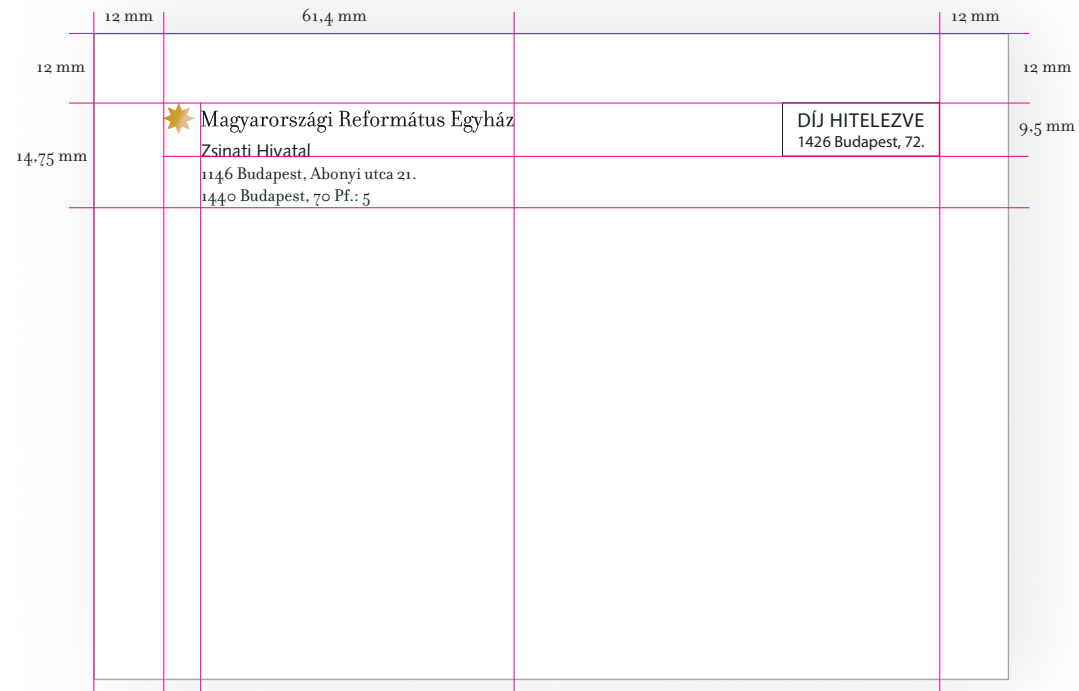 12 mm 61,4 mm 12 mm
12 mm 12 mm
Magyarországi Református Egyház DÍJ HITELEZVE
9,5 mm
1426 Budapest, 72.
Zsinati Hivatal
14,75 mm
1146 Budapest, Abonyi utca 21.
1440 Budapest, 70 Pf.: 5